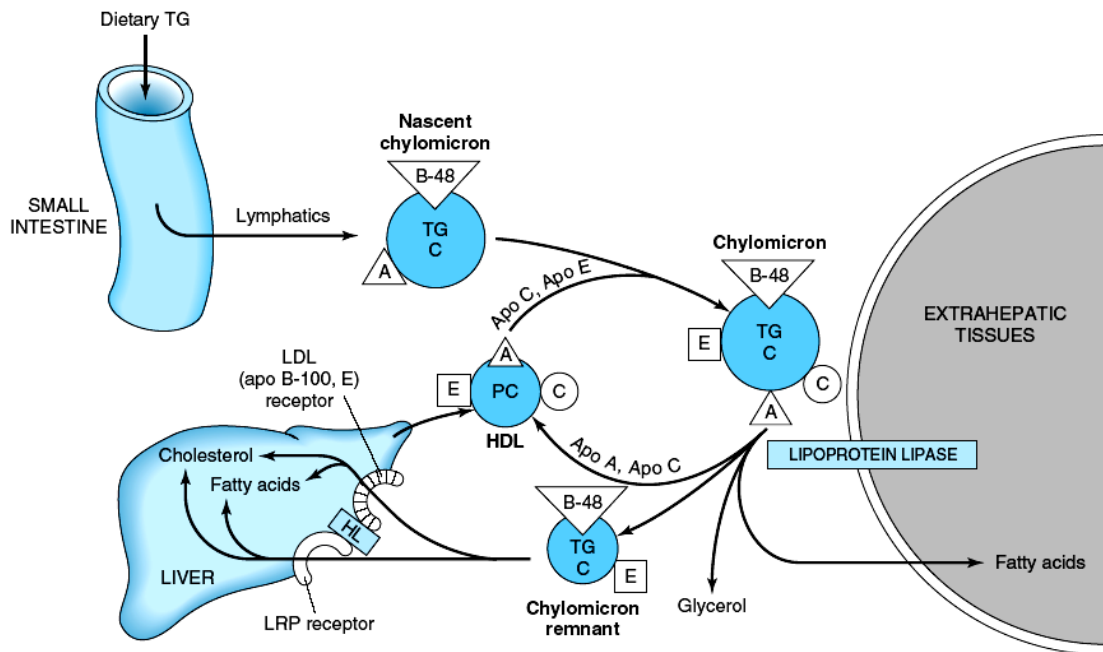 Dietary TG
SMALL
INTESTINE
Lymphatics
Nascent
chylomicron
B-48
TG
C
A
Apo C, Apo E
Chylomicron
B-48
TG
C
E
C
A
EXTRAHEPATIC
TISSUES
LIPOPROTEIN LIPASE
Fatty acids
Glycerol
A
E
PC
C
HDL
Apo A, Apo C
B-48
TG
C
E
Chylomicron
remnant
LDL
(apo B-100, E)
receptor
Cholesterol
Fatty acids
HL
LIVER
LRP receptor